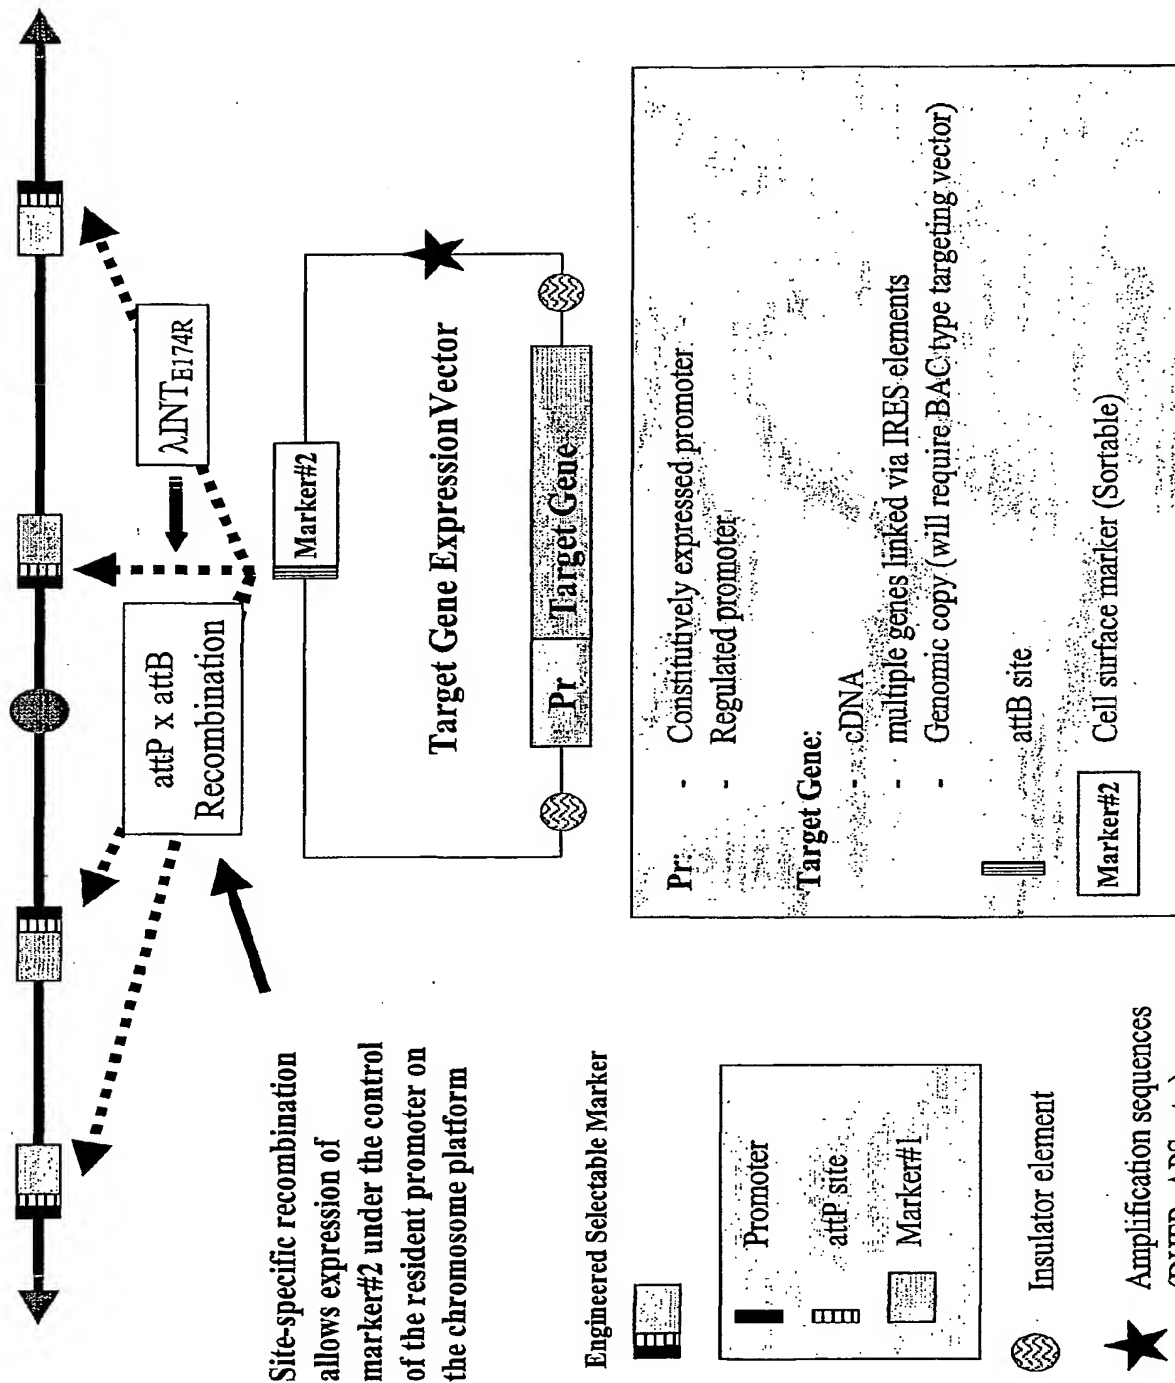 attP x attB
Recombination
λINTE174R
Marker#2
Target Gene ExpressionVector
Pr
Target Gene
Site-specific recombination
allows expression of
marker#2 under the control
of the resident promoter on
the chromosome platform
Engineered Selectable Marker
Promoter
attP site
Marker#1
Insulator element
Amplification sequences
Pr:
- Constitutively expressed promoter
- Regulated promoter
Target Gene:
- cDNA
- multiple genes linked via IRES elements
- Genomic copy (will require BAC type targeting vector)
attB site
Marker#2
Cell surface marker (Sortable)